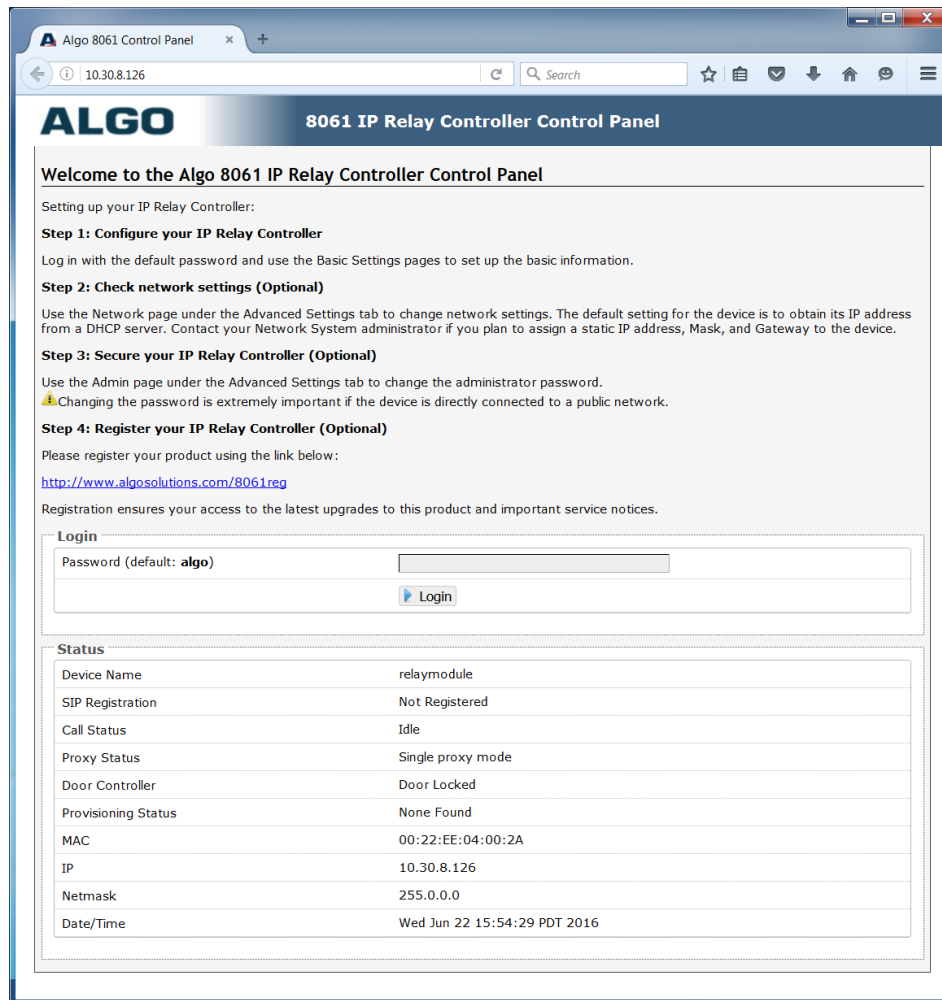 Algo 8061 Control Panel
10.30.8.126
Search
ALGO
8061 IP Relay Controller Control Panel
Welcome to the Algo 8061 IP Relay Controller Control Panel
Setting up your IP Relay Controller:
Step 1: Configure your IP Relay Controller
Log in with the default password and use the Basic Settings pages to set up the basic information.
Step 2: Check network settings (Optional)
Use the Network page under the Advanced Settings tab to change network settings. The default setting for the device is to obtain its IP address
from a DHCP server. Contact your Network System administrator if you plan to assign a static IP address, Mask, and Gateway to the device.
Step 3: Secure your IP Relay Controller (Optional)
Use the Admin page under the Advanced Settings tab to change the administrator password.
Changing the password is extremely important if the device is directly connected to a public network.
Step 4: Register your IP Relay Controller (Optional)
Please register your product using the link below:
http://www.algosolutions.com/8061reg
Registration ensures your access to the latest upgrades to this product and important service notices.
Login
Password (default: algo)
Login
Status
Device Name relaymodule
SIP Registration Not Registered
Call Status Idle
Proxy Status Single proxy mode
Door Controller Door Locked
Provisioning Status None Found
MAC 00:22:EE:04:00:2A
IP 10.30.8.126
Netmask 255.0.0.0
Date/Time Wed Jun 22 15:54:29 PDT 2016